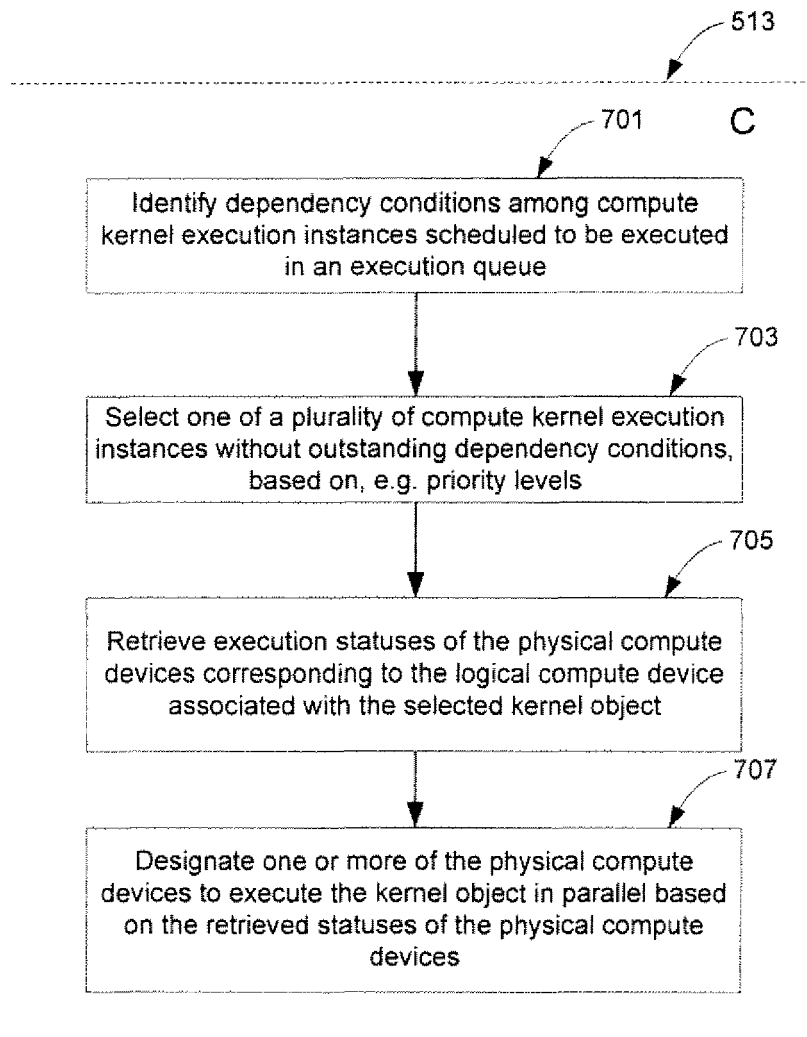 513
701
C
Identify dependency conditions among compute
kernel execution instances scheduled to be executed
in an execution queue
703
Select one of a plurality of compute kernel execution
instances without outstanding dependency conditions,
based on, e.g. priority levels
705
Retrieve execution statuses of the physical compute
devices corresponding to the logical compute device
associated with the selected kernel object
707
Designate one or more of the physical compute
devices to execute the kernel object in parallel based
on the retrieved statuses of the physical compute
devices